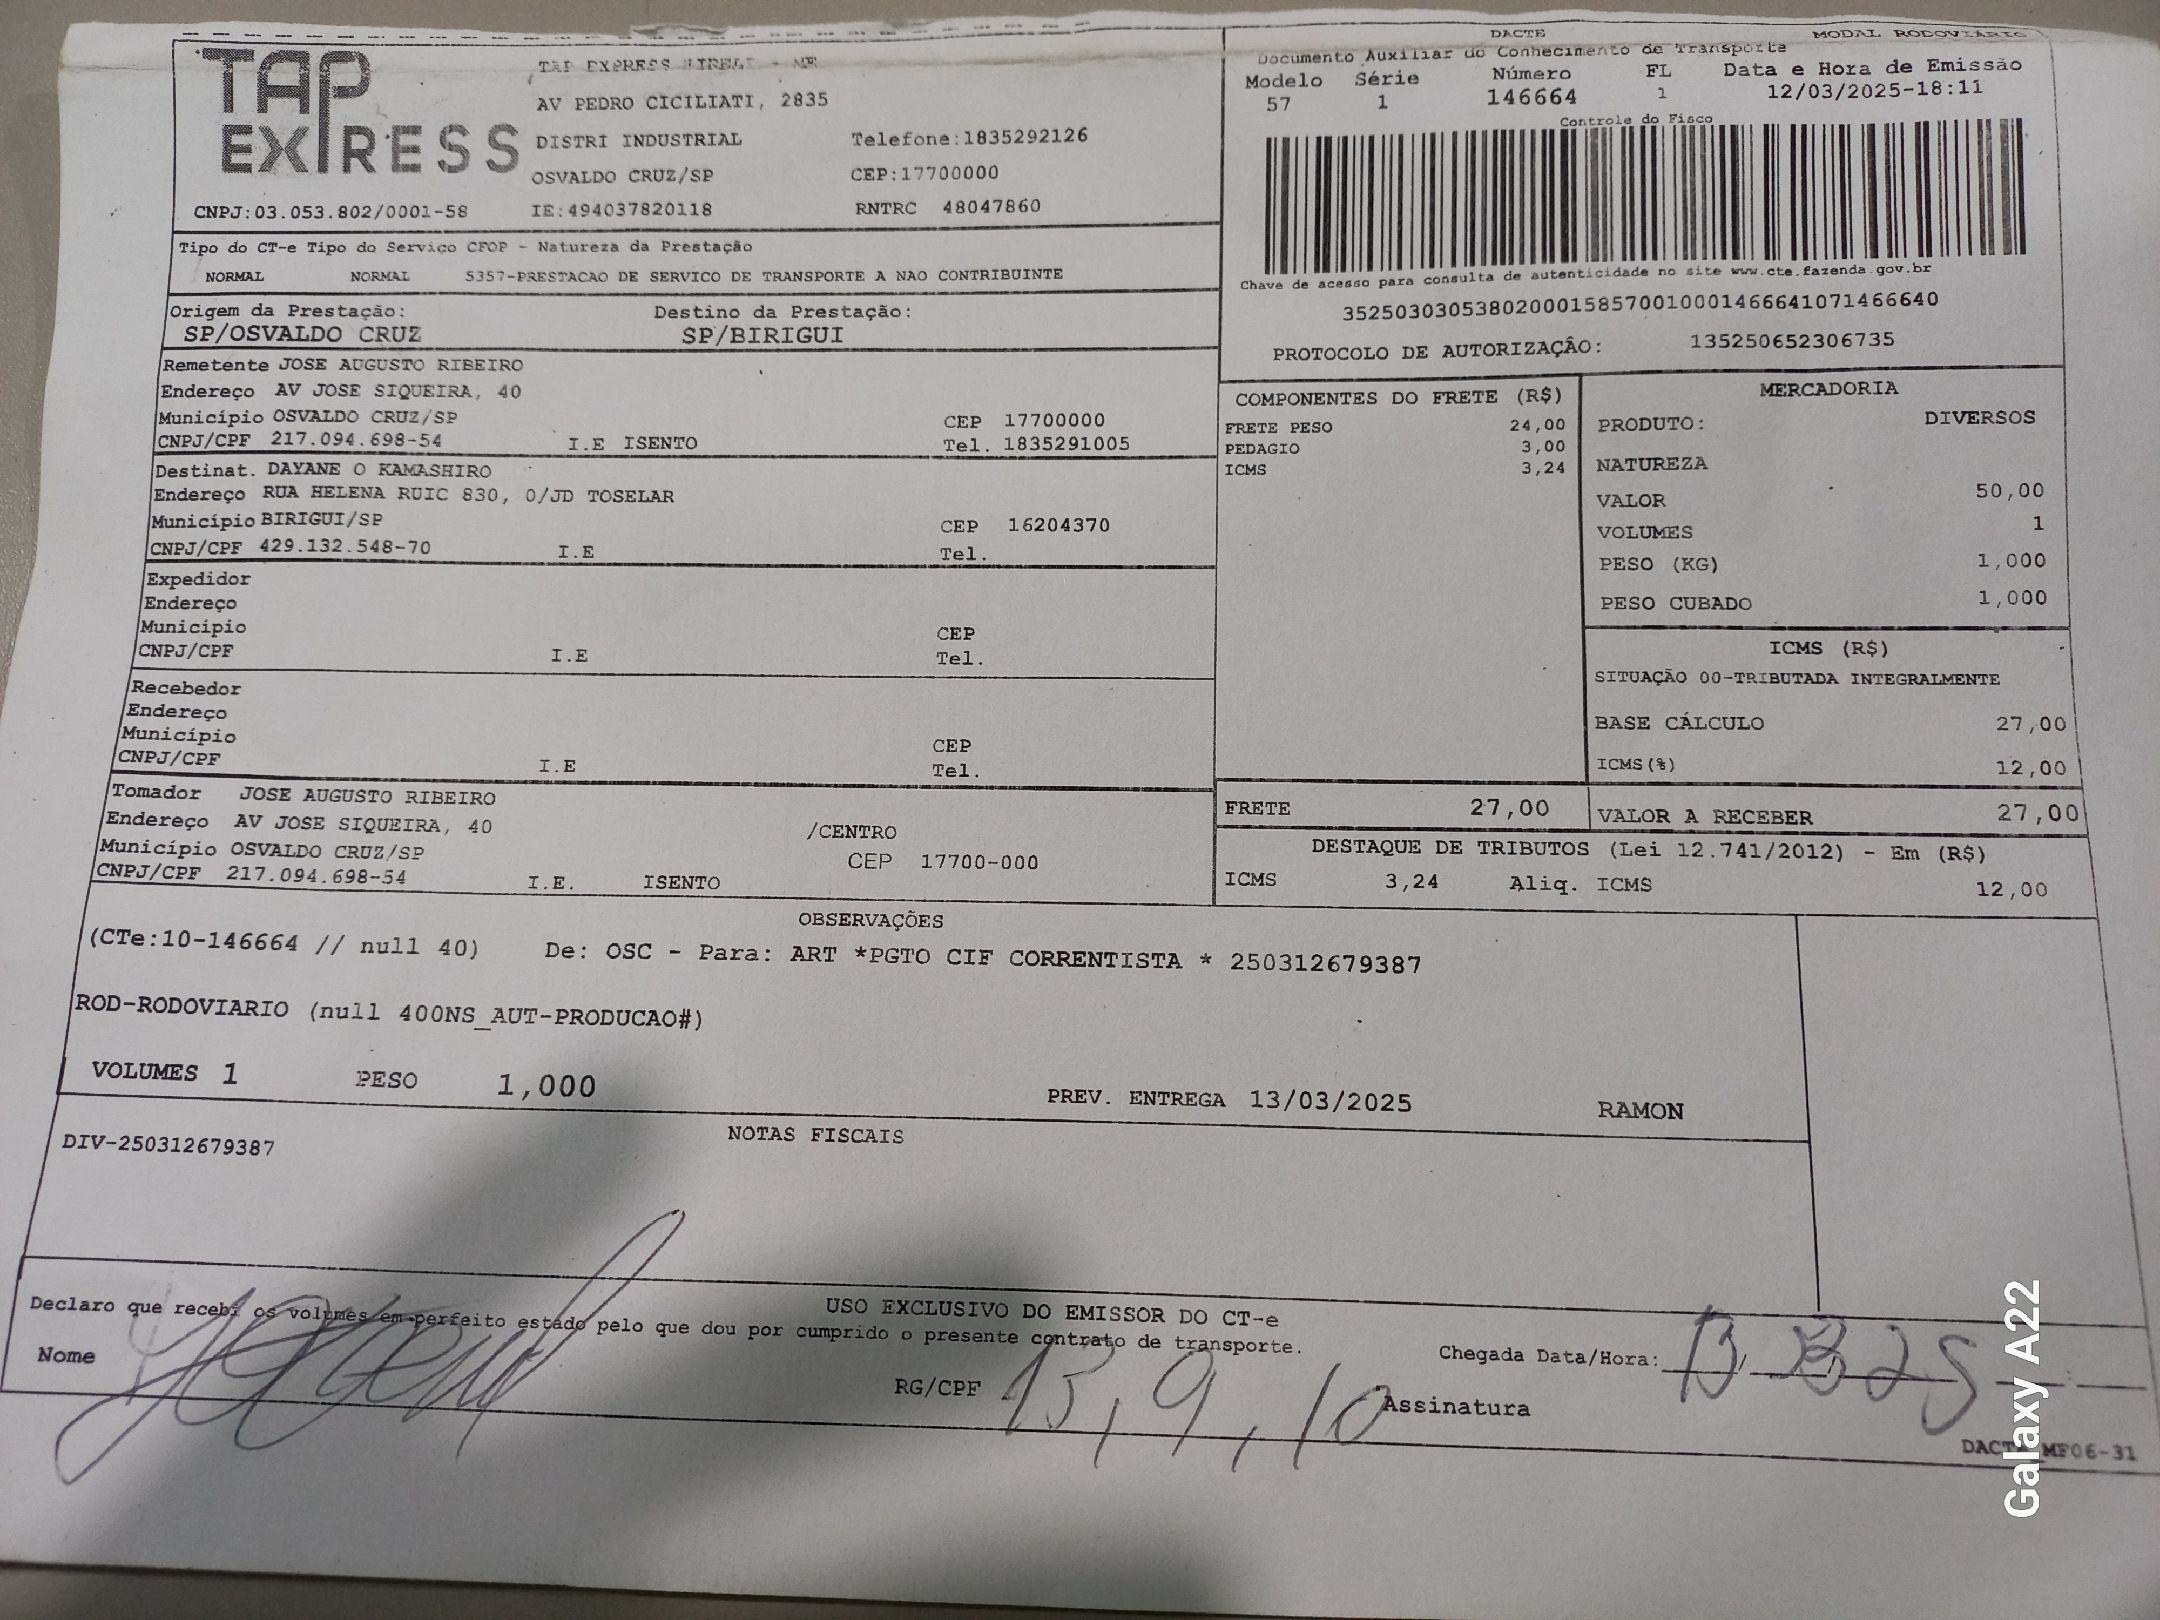 TAP EXPRESS
TAP EXPRESS EIRELI - ME
AV PEDRO CICILIATI, 2835
DISTRI INDUSTRIAL Telefone:1835292126
OSVALDO CRUZ/SP CEP:17700000
CNPJ:03.053.802/0001-58 IE:494037820118 RNTRC 48047860
DACTE MODAL RODOVIÁRIO
Documento Auxiliar do Conhecimento de Transporte
Modelo Série Número FL Data e Hora de Emissão
57 1 146664 1 12/03/2025-18:11
Controle do Fisco
Chave de acesso para consulta de autenticidade no site www.cte.fazenda.gov.br
35250303053802000158570010001466641071466640
PROTOCOLO DE AUTORIZAÇÂO: 135250652306735
Tipo do CT-e Tipo do Servico CFOP - Natureza da Prestação
NORMAL NORMAL 5357-PRESTACAO DE SERVICO DE TRANSPORTE A NAO CONTRIBUINTE
Origem da Prestação: Destino da Prestação:
SP/OSVALDO CRUZ SP/BIRIGUI
Remetente JOSE AUGUSTO RIBEIRO
Endereço AV JOSE SIQUEIRA, 40
Município OSVALDO CRUZ/SP CEP 17700000
CNPJ/CPF 217.094.698-54 I.E ISENTO Tel. 1835291005
Destinat. DAYANE O KAMASHIRO
Endereço RUA HELENA RUIC 830, 0/JD TOSELAR
Município BIRIGUI/SP CEP 16204370
CNPJ/CPF 429.132.548-70 I.E Tel.
Expedidor
Endereço
Município CEP
CNPJ/CPF I.E Tel.
Recebedor
Endereço
Município CEP
CNPJ/CPF I.E Tel.
Tomador JOSE AUGUSTO RIBEIRO
Endereço AV JOSE SIQUEIRA, 40 /CENTRO
Município OSVALDO CRUZ/SP CEP 17700-000
CNPJ/CPF 217.094.698-54 I.E. ISENTO
COMPONENTES DO FRETE (R$)
FRETE PESO 24,00
PEDAGIO 3,00
ICMS 3,24
MERCADORIA
PRODUTO: DIVERSOS
NATUREZA
VALOR 50,00
VOLUMES 1
PESO (KG) 1,000
PESO CUBADO 1,000
ICMS (R$)
SITUAÇÃO 00-TRIBUTADA INTEGRALMENTE
BASE CÁLCULO 27,00
ICMS(%) 12,00
FRETE 27,00 VALOR A RECEBER 27,00
DESTAQUE DE TRIBUTOS (Lei 12.741/2012) - Em (R$)
ICMS 3,24 Aliq. ICMS 12,00
OBSERVAÇÕES
(CTe:10-146664 // null 40) De: OSC - Para: ART *PGTO CIF CORRENTISTA * 250312679387
ROD-RODOVIARIO (null 400NS_AUT-PRODUCAO#)
VOLUMES 1 PESO 1,000 PREV. ENTREGA 13/03/2025 RAMON
NOTAS FISCAIS
DIV-250312679387
USO EXCLUSIVO DO EMISSOR DO CT-e
Declaro que recebi os volumes em perfeito estado pelo que dou por cumprido o presente contrato de transporte.
Nome RG/CPF 13,9,10 Assinatura
Chegada Data/Hora: 13 / 3 / 25
DACTE MF06-31
Galaxy A22